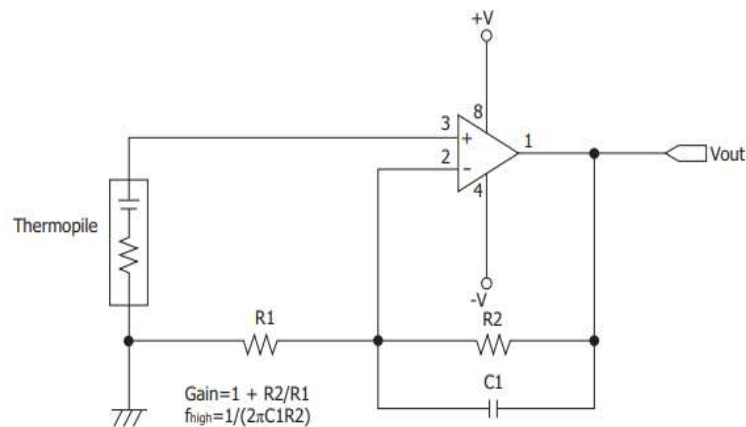 +V
8
3
+
1
2
-
4
Vout
Thermopile
-V
R1
R2
C1
Gain=1 + R2/R1
fhigh=1/(2πC1R2)